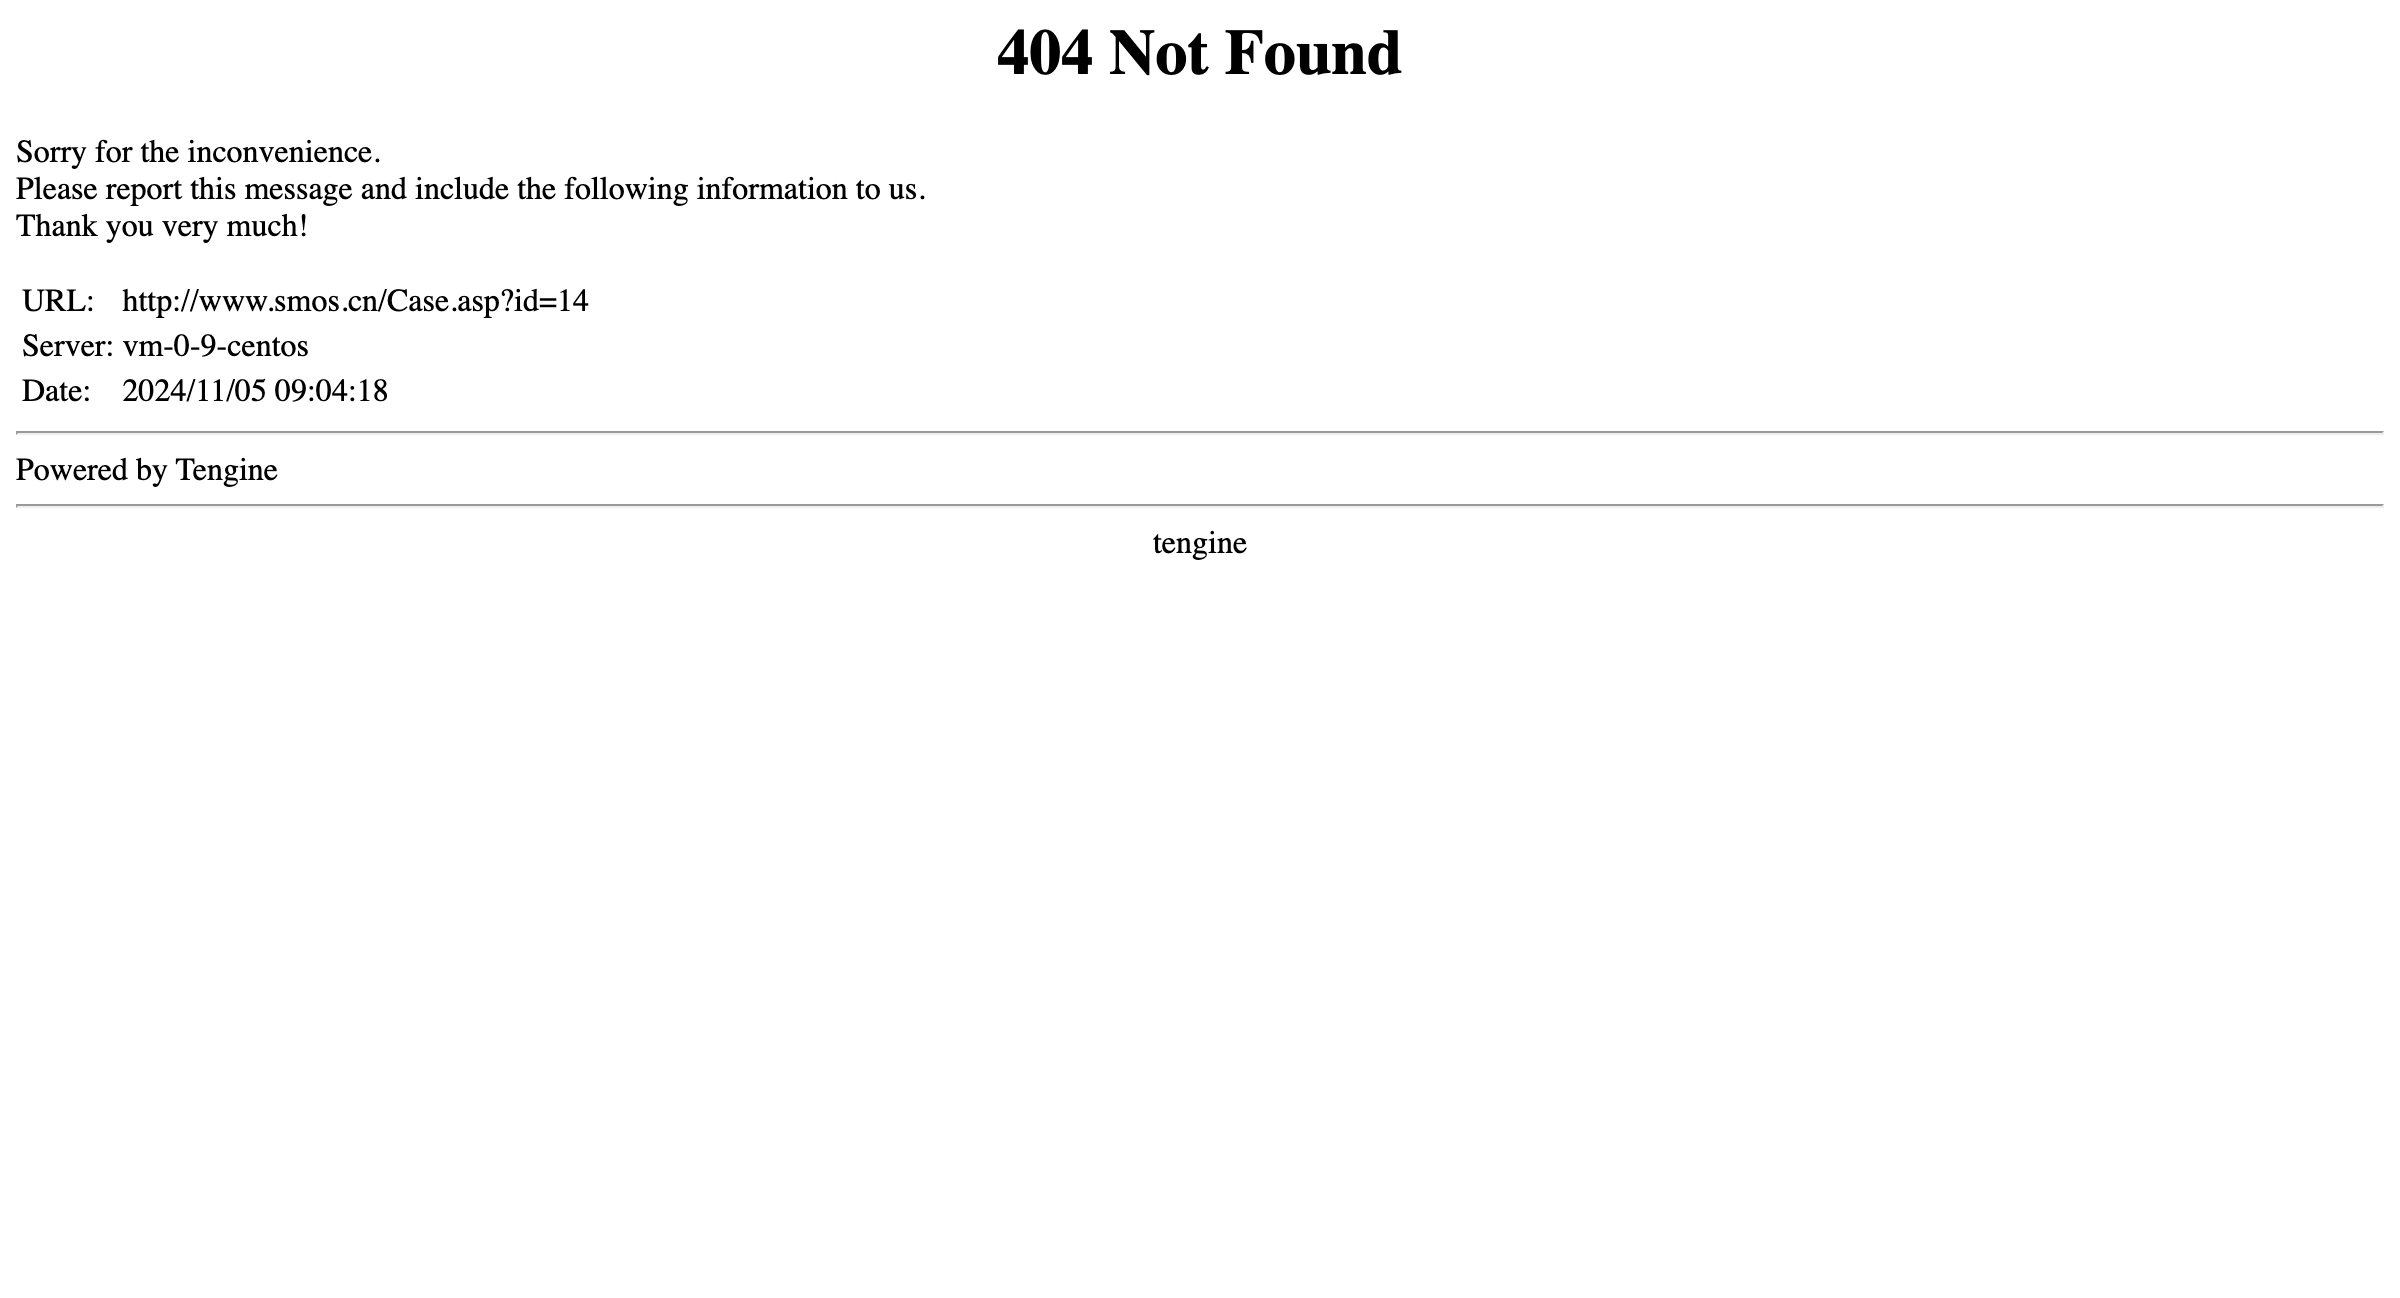 404 Not Found
Sorry for the inconvenience.
Please report this message and include the following information to us.
Thank you very much!
URL: http://www.smos.cn/Case.asp?id=14
Server: vm-0-9-centos
Date: 2024/11/05 09:04:18
Powered by Tengine
tengine